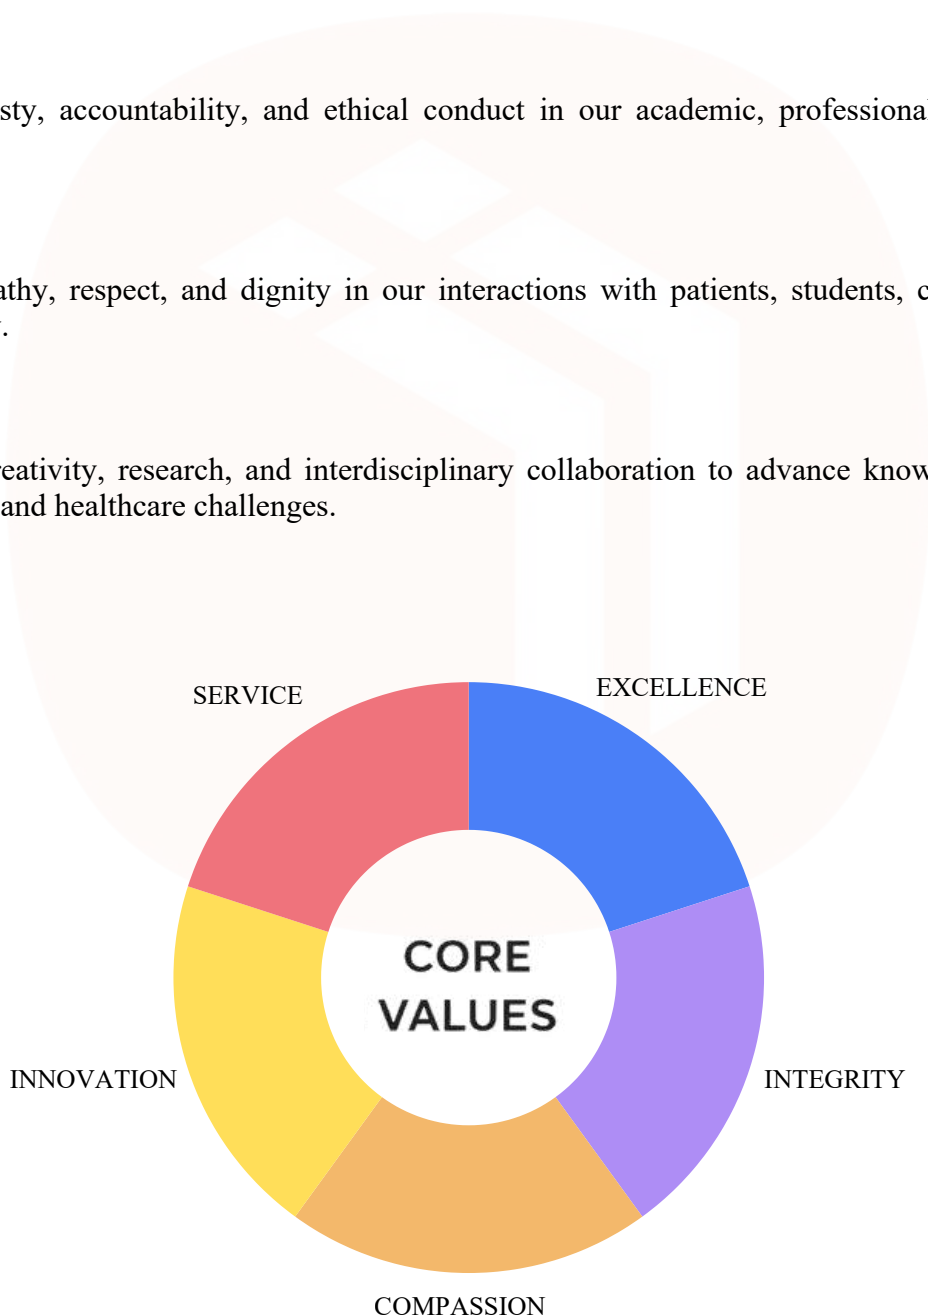 sty, accountability, and ethical conduct in our academic, professional
athy, respect, and dignity in our interactions with patients, students, c
.
reativity, research, and interdisciplinary collaboration to advance know
and healthcare challenges.
SERVICE
EXCELLENCE
CORE
VALUES
INNOVATION
INTEGRITY
COMPASSION